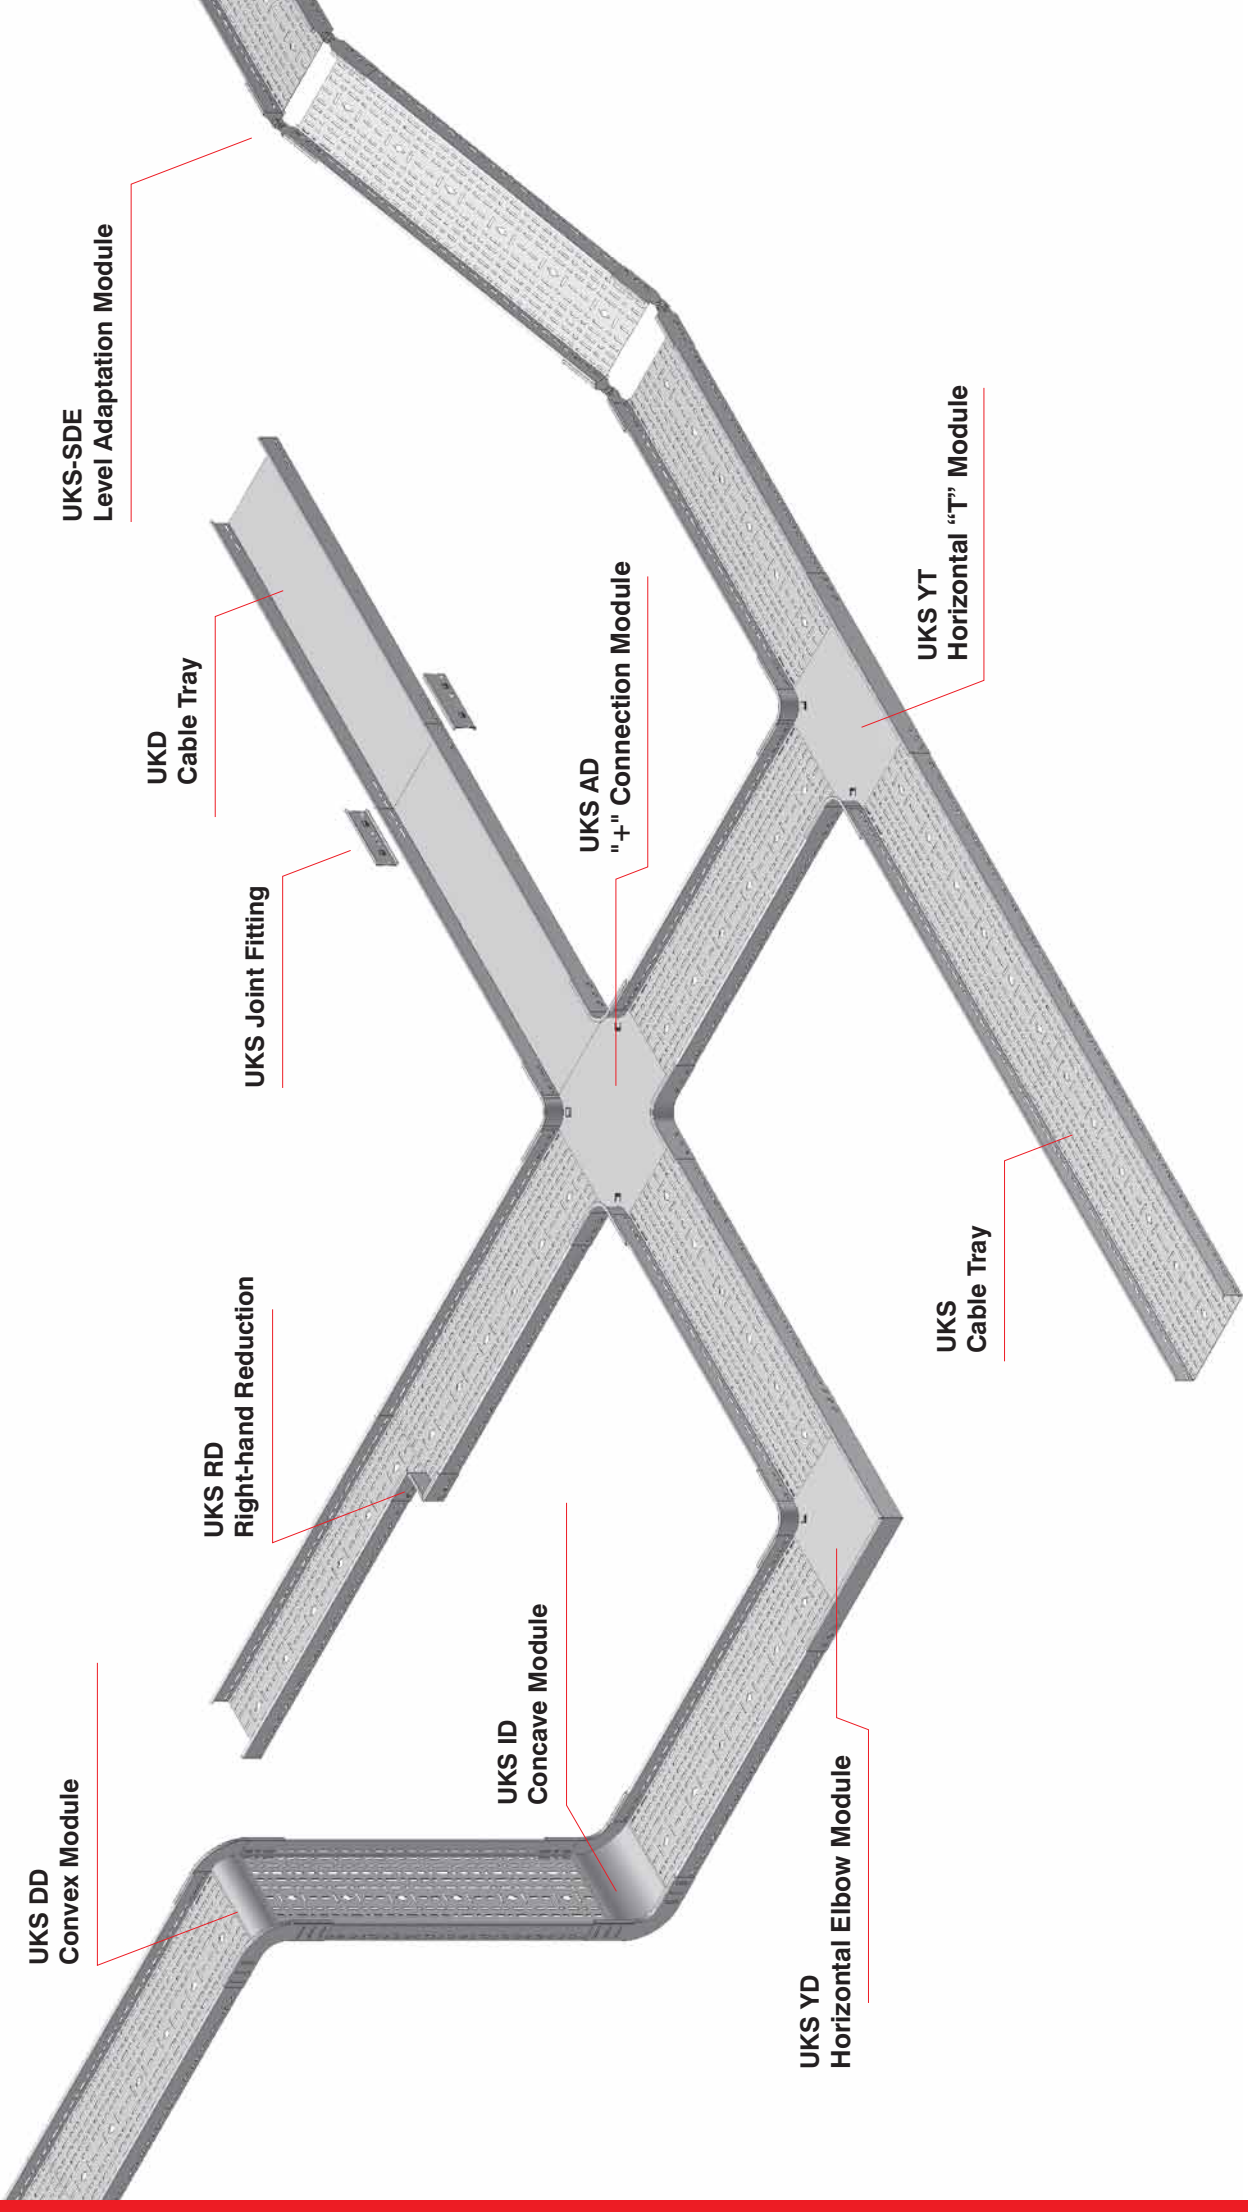 UKS DD
Convex Module
UKS RD
Right-hand Reduction
UKS Joint Fitting
UKD
Cable Tray
UKS-SDE
Level Adaptation Module
UKS ID
Concave Module
UKS AD
"+" Connection Module
UKS YD
Horizontal Elbow Module
UKS
Cable Tray
UKS YT
Horizontal “T” Module